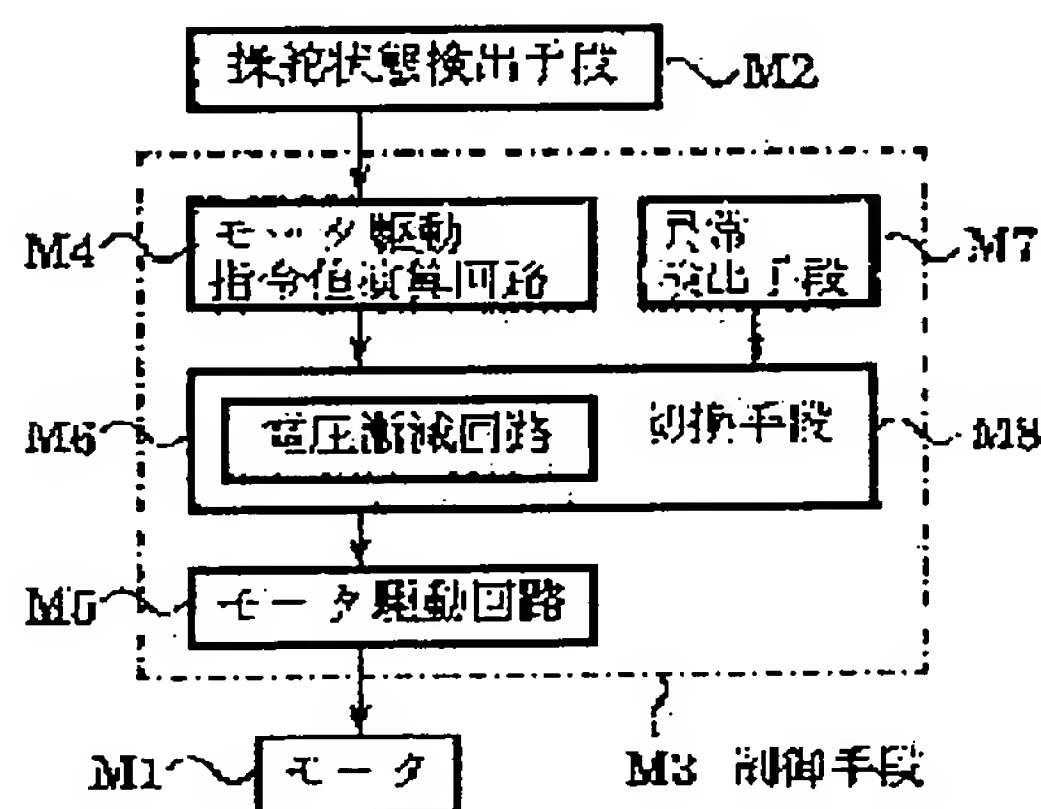 操舵状態検出手段
M2
M4
モータ駆動
指令値演算回路
異常
検出手段
M7
M6
電圧漸減回路
切換手段
M8
M5
モータ駆動回路
M1
モータ
M3 制御手段